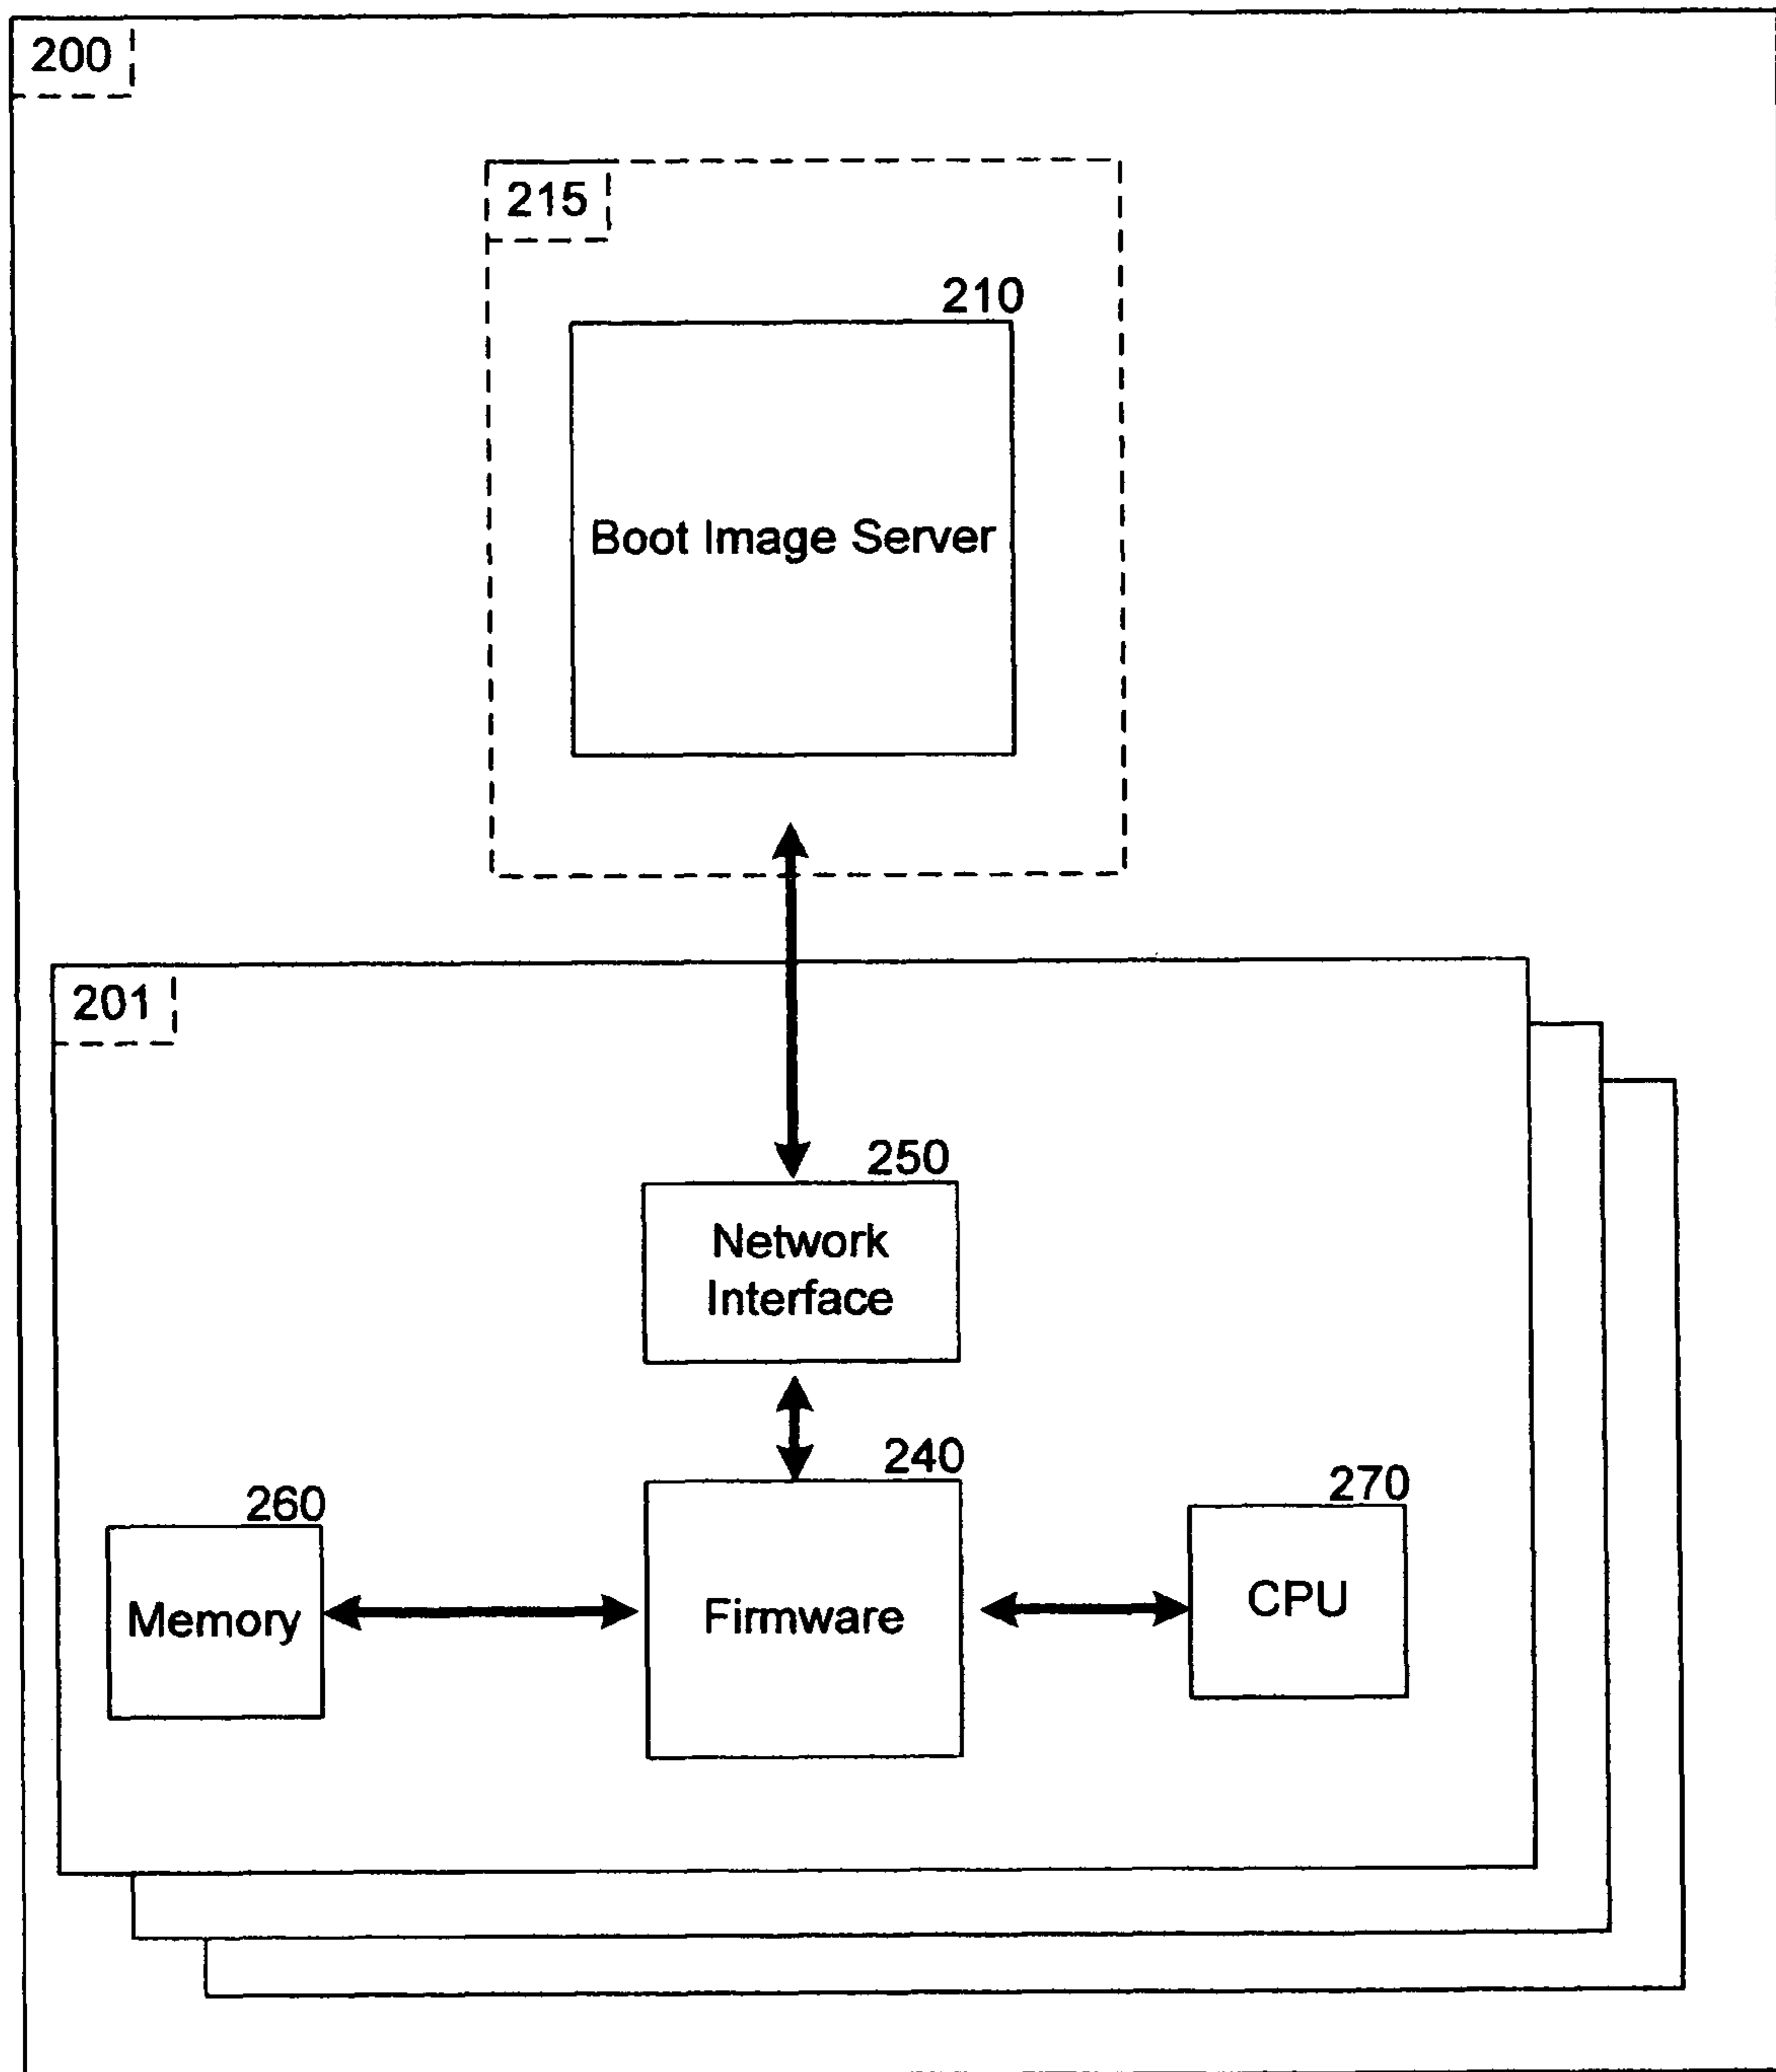 200
215
210
Boot Image Server
201
250
Network
Interface
240
260
270
Memory
Firmware
CPU